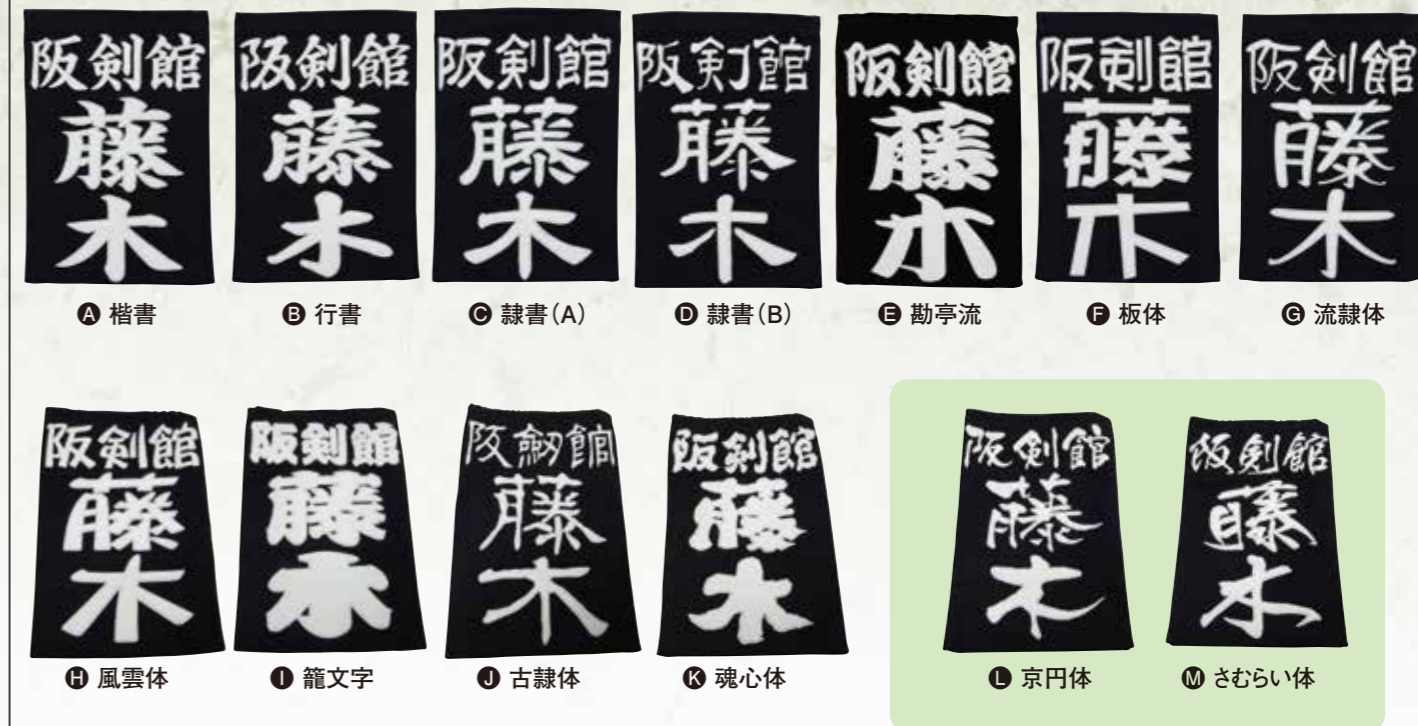 阪剣館
藤
木
Ⓐ 楷書
阪剣館
藤
木
Ⓑ 行書
阪剣館
藤
木
Ⓒ 隷書(A)
阪剣館
藤
木
Ⓓ 隷書(B)
阪剣館
藤
木
Ⓔ 勘亭流
阪剣館
藤
木
Ⓕ 板体
阪剣館
藤
木
Ⓖ 流隷体
阪剣館
藤
木
Ⓗ 風雲体
阪剣館
藤
木
Ⓘ 籠文字
阪劒館
藤
木
Ⓙ 古隷体
阪剣館
藤
木
Ⓚ 魂心体
阪剣館
藤
木
Ⓛ 京円体
阪剣館
藤
木
Ⓜ さむらい体